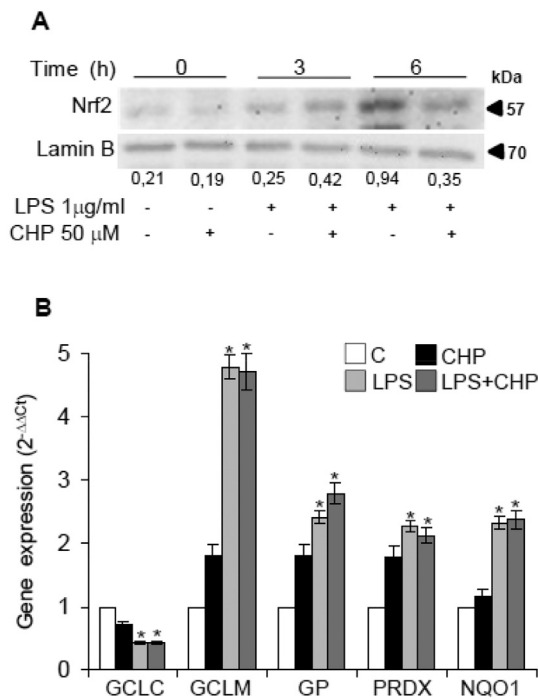 A
Time (h) 0 3 6 kDa
Nrf2 57
Lamin B 70
0,21 0,19 0,25 0,42 0,94 0,35
LPS 1μg/ml - - + + + +
CHP 50 μM - + - + - +
B
C CHP
LPS LPS+CHP
Gene expression (2-ΔΔCt)
5
4
3
2
1
0
* * * * * * * * * *
GCLC GCLM GP PRDX NQO1